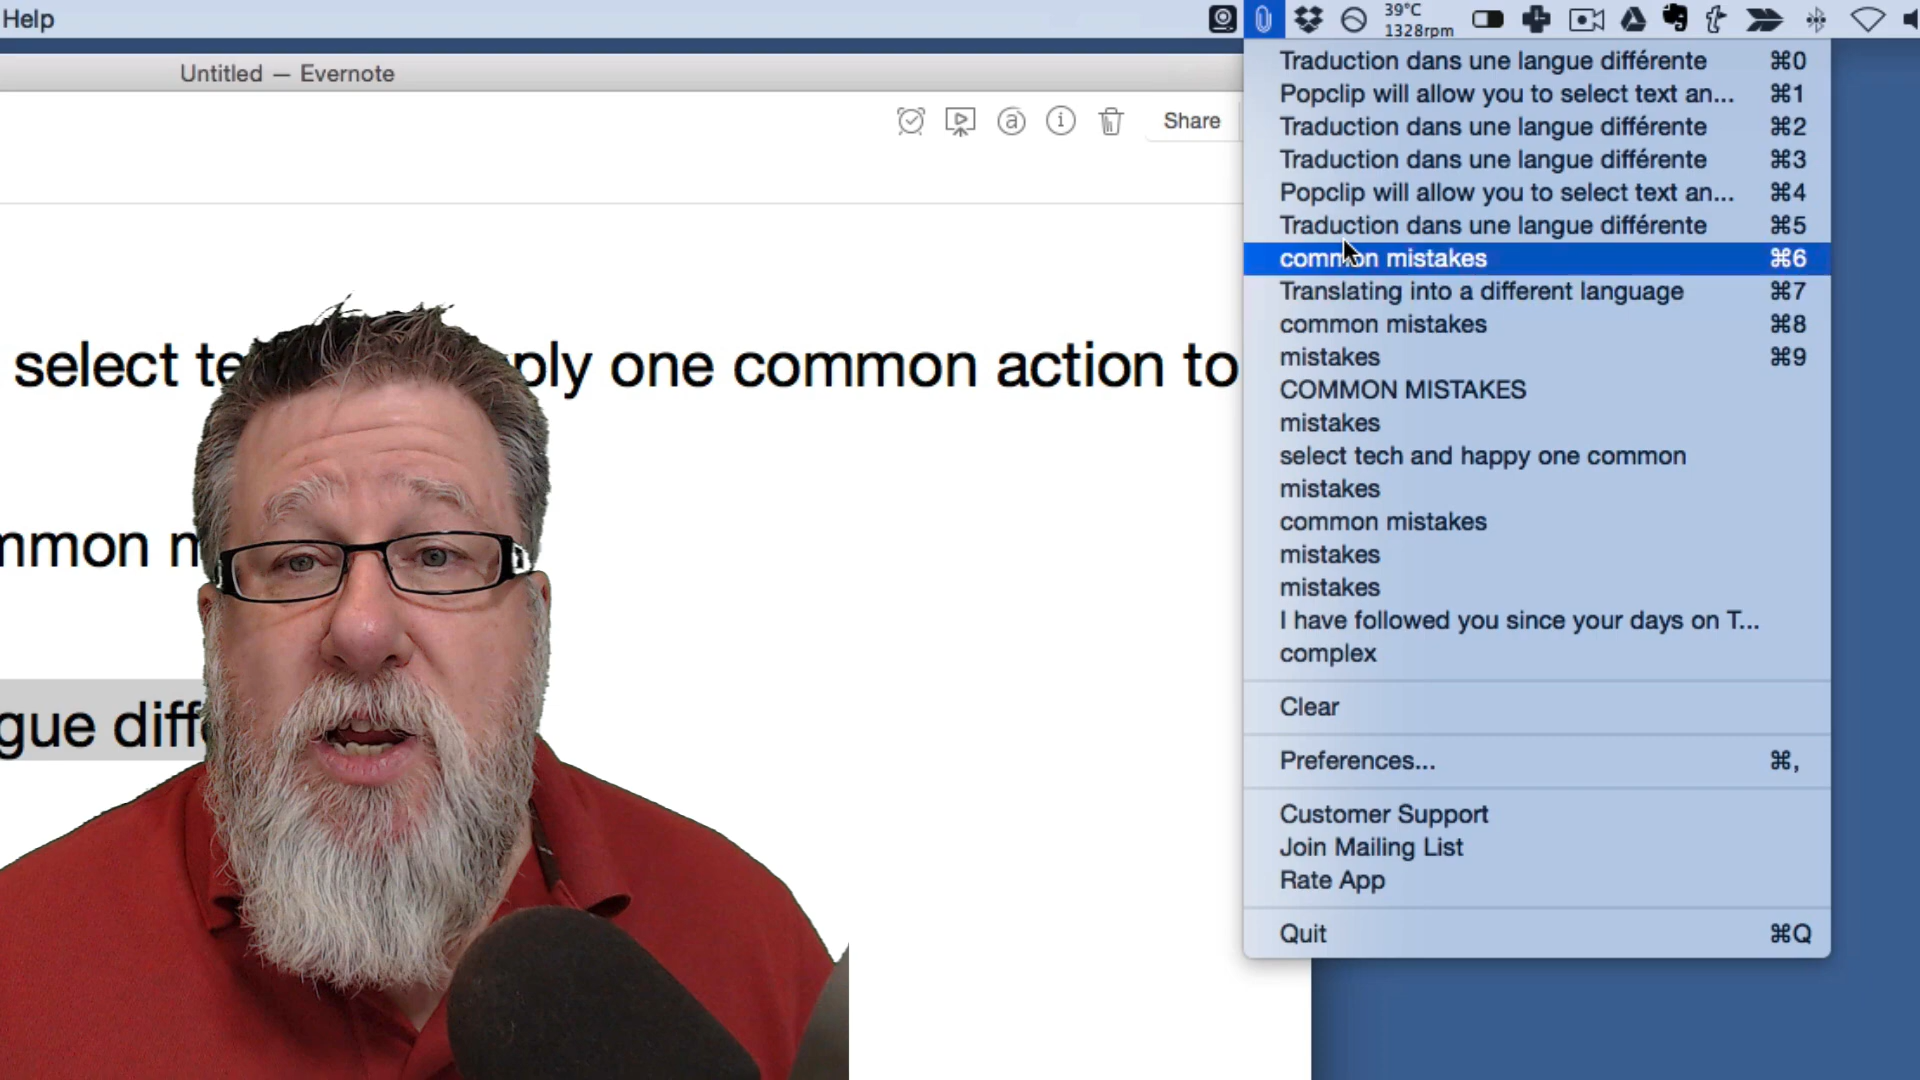 Help
39°C
1328rpm
Untitled — Evernote
Share
select te
ply one common action to
mmon m
gue diff
Traduction dans une langue différente ⌘0
Popclip will allow you to select text an... ⌘1
Traduction dans une langue différente ⌘2
Traduction dans une langue différente ⌘3
Popclip will allow you to select text an... ⌘4
Traduction dans une langue différente ⌘5
common mistakes ⌘6
Translating into a different language ⌘7
common mistakes ⌘8
mistakes ⌘9
COMMON MISTAKES
mistakes
select tech and happy one common
mistakes
common mistakes
mistakes
mistakes
I have followed you since your days on T...
complex
Clear
Preferences... ⌘,
Customer Support
Join Mailing List
Rate App
Quit ⌘Q